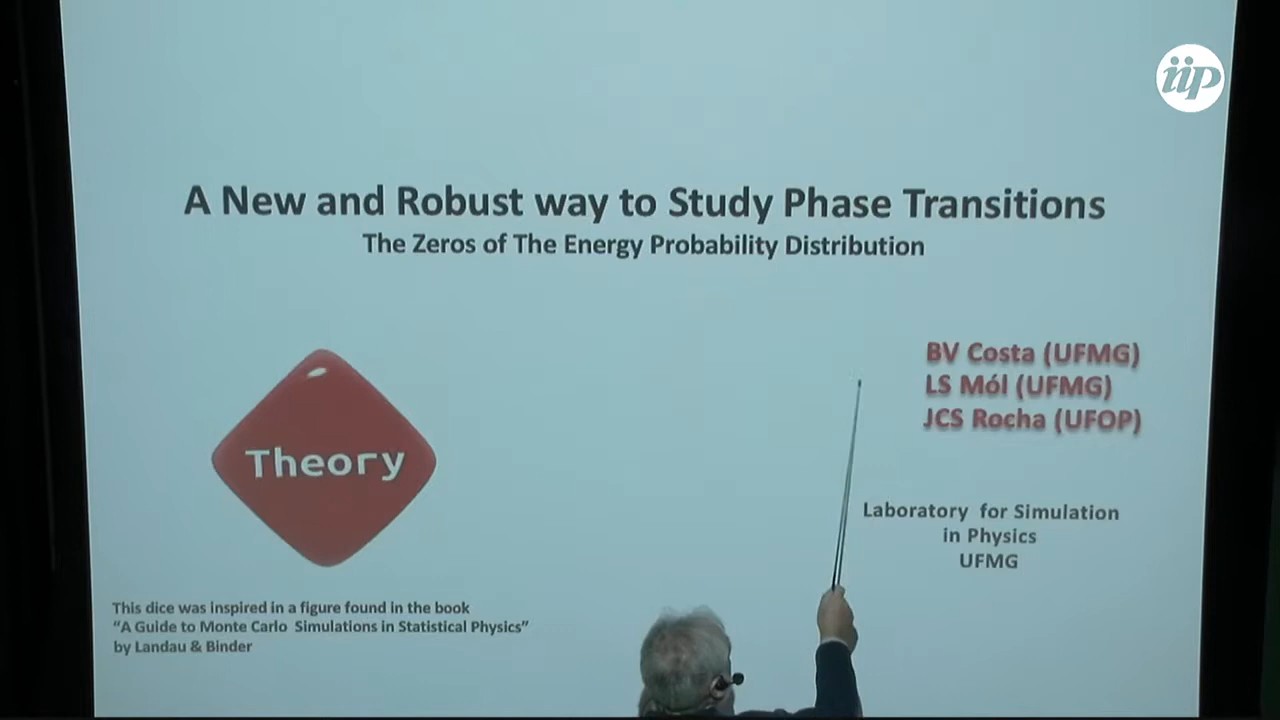 iip
A New and Robust way to Study Phase Transitions
The Zeros of The Energy Probability Distribution
BV Costa (UFMG)
LS Mól (UFMG)
JCS Rocha (UFOP)
Theory
Laboratory for Simulation
in Physics
UFMG
This dice was inspired in a figure found in the book
“A Guide to Monte Carlo Simulations in Statistical Physics”
by Landau & Binder